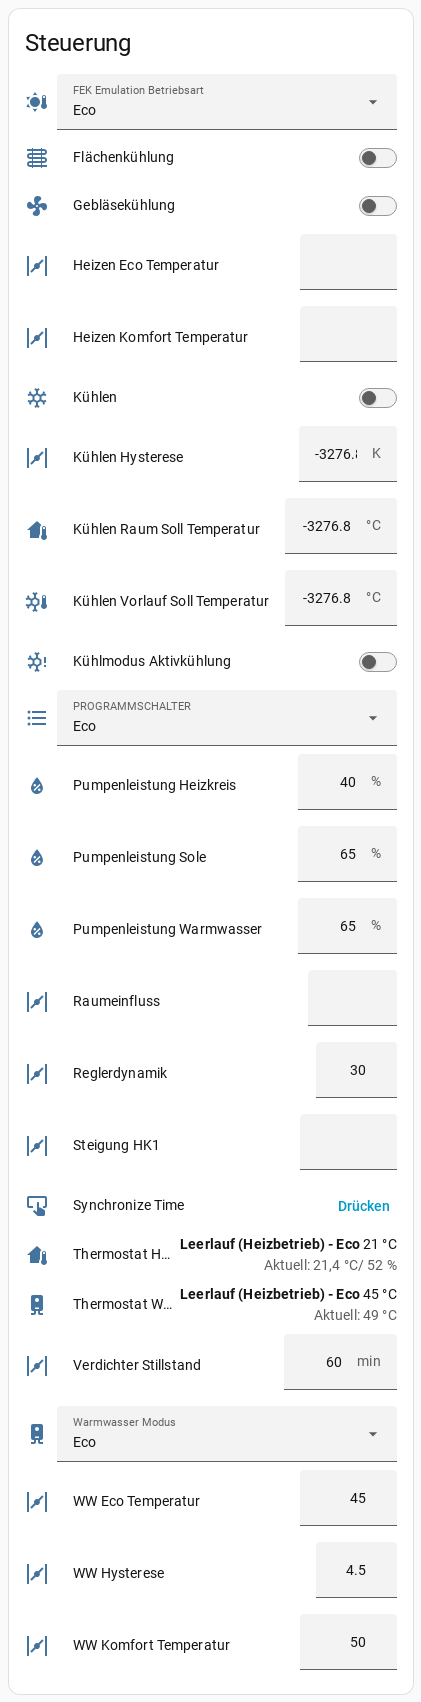 Steuerung
FEK Emulation Betriebsart
Eco
Flächenkühlung
Gebläsekühlung
Heizen Eco Temperatur
Heizen Komfort Temperatur
Kühlen
Kühlen Hysterese -3276.8 K
Kühlen Raum Soll Temperatur -3276.8 °C
Kühlen Vorlauf Soll Temperatur -3276.8 °C
Kühlmodus Aktivkühlung
PROGRAMMSCHALTER
Eco
Pumpenleistung Heizkreis 40 %
Pumpenleistung Sole 65 %
Pumpenleistung Warmwasser 65 %
Raumeinfluss
Reglerdynamik 30
Steigung HK1
Synchronize Time Drücken
Thermostat H... Leerlauf (Heizbetrieb) - Eco 21 °C
Aktuell: 21,4 °C/ 52 %
Thermostat W... Leerlauf (Heizbetrieb) - Eco 45 °C
Aktuell: 49 °C
Verdichter Stillstand 60 min
Warmwasser Modus
Eco
WW Eco Temperatur 45
WW Hysterese 4.5
WW Komfort Temperatur 50